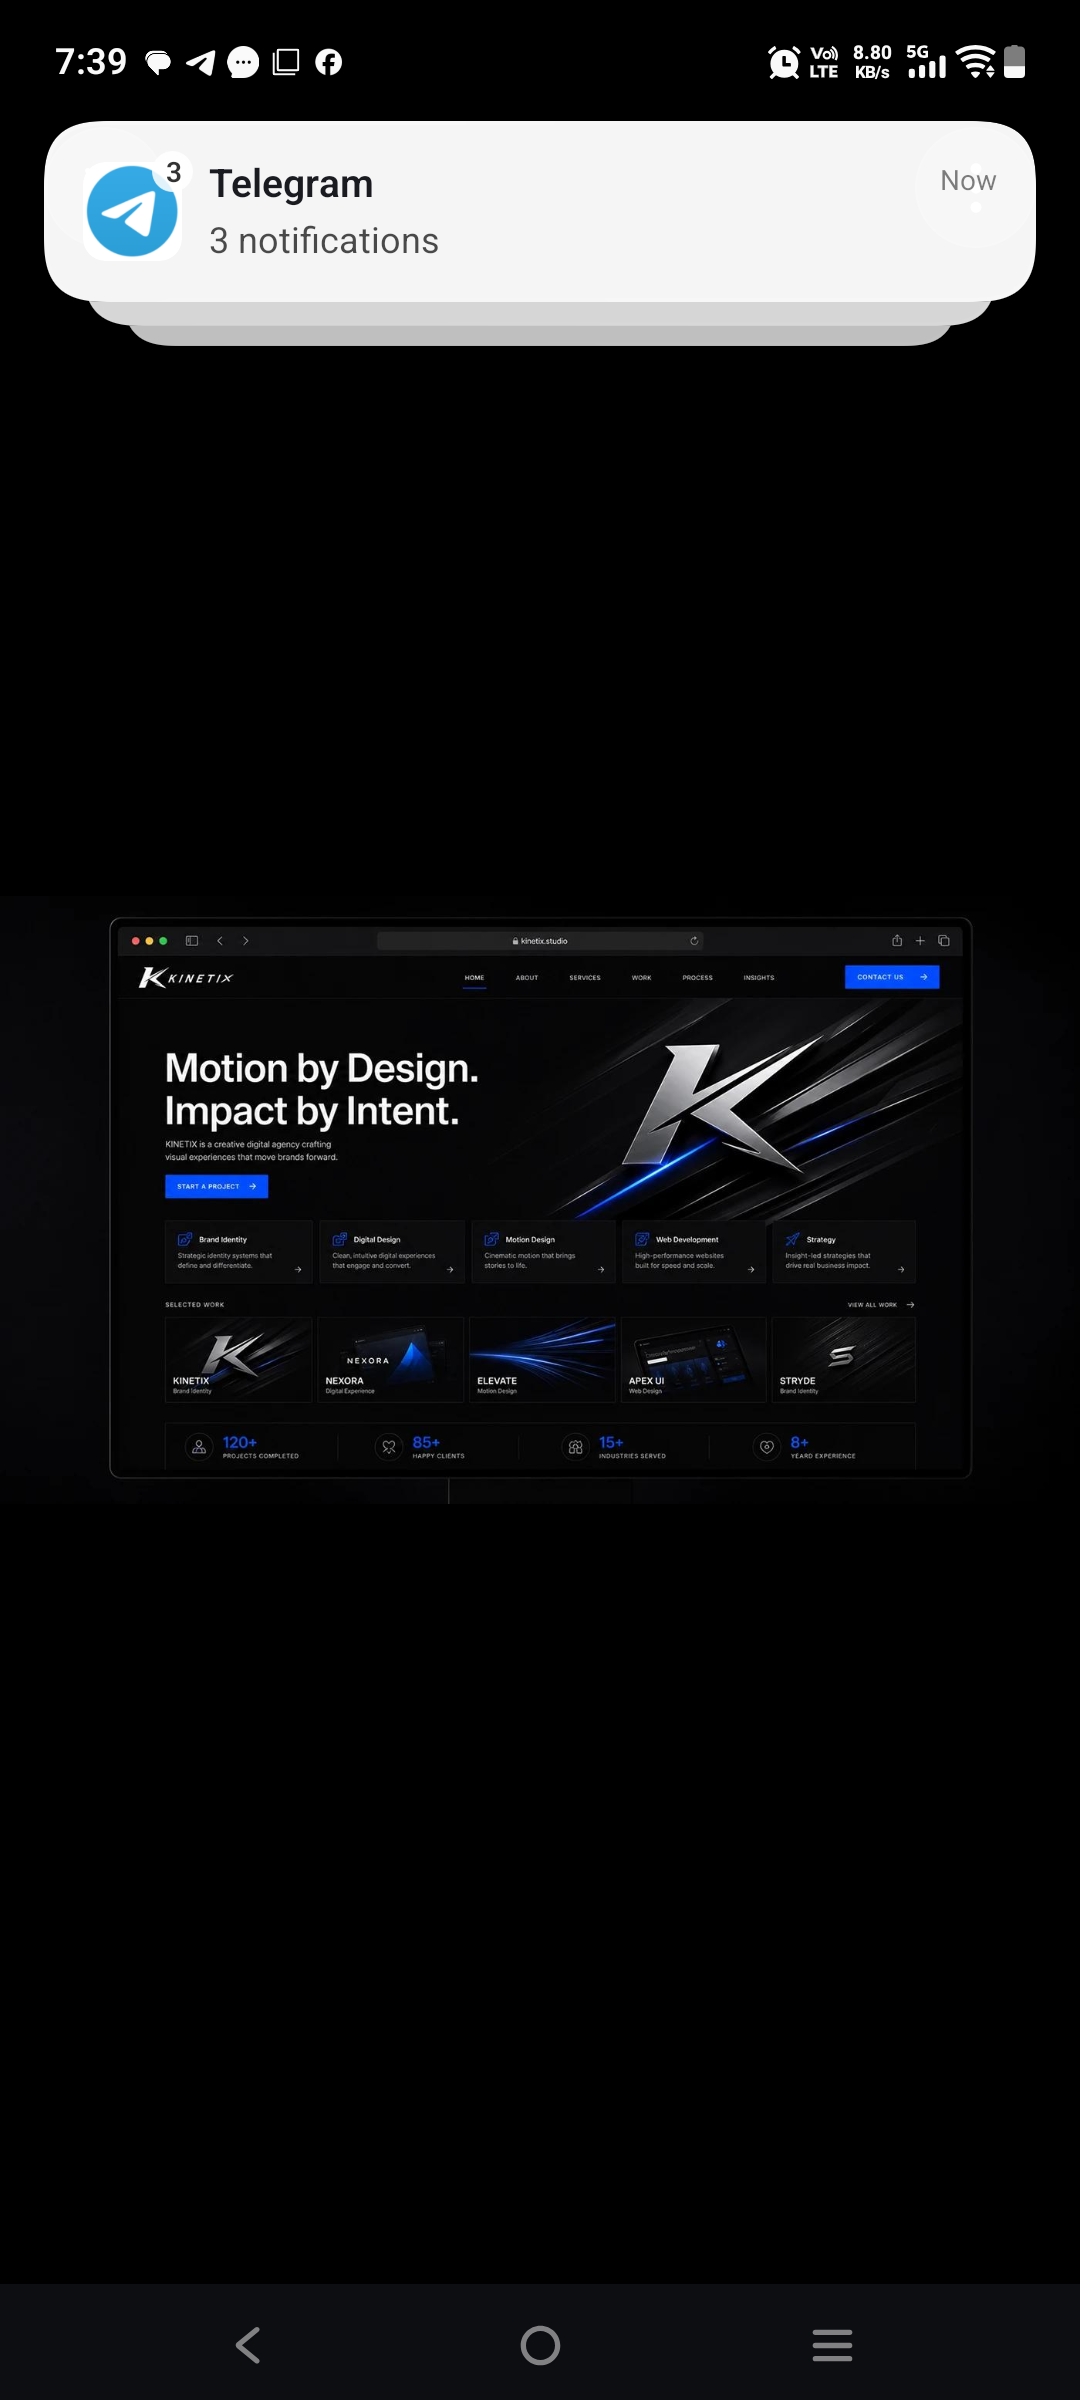 7:39
Vo)) LTE
8.80 KB/s
5G
3
Telegram
Now
3 notifications
kinetix.studio
KINETIX
HOME ABOUT SERVICES WORK PROCESS INSIGHTS
CONTACT US
Motion by Design.
Impact by Intent.
KINETIX is a creative digital agency crafting
visual experiences that move brands forward.
START A PROJECT
Brand Identity
Strategic identity systems that
define and differentiate.
Digital Design
Clean, intuitive digital experiences
that engage and convert.
Motion Design
Cinematic motion that brings
stories to life.
Web Development
High-performance websites
built for speed and scale.
Strategy
Insight-led strategies that
drive real business impact.
SELECTED WORK
VIEW ALL WORK
KINETIX
Brand Identity
NEXORA
NEXORA
Digital Experience
ELEVATE
Motion Design
APEX UI
Web Design
STRYDE
Brand Identity
120+
PROJECTS COMPLETED
85+
HAPPY CLIENTS
15+
INDUSTRIES SERVED
8+
YEARD EXPERIENCE